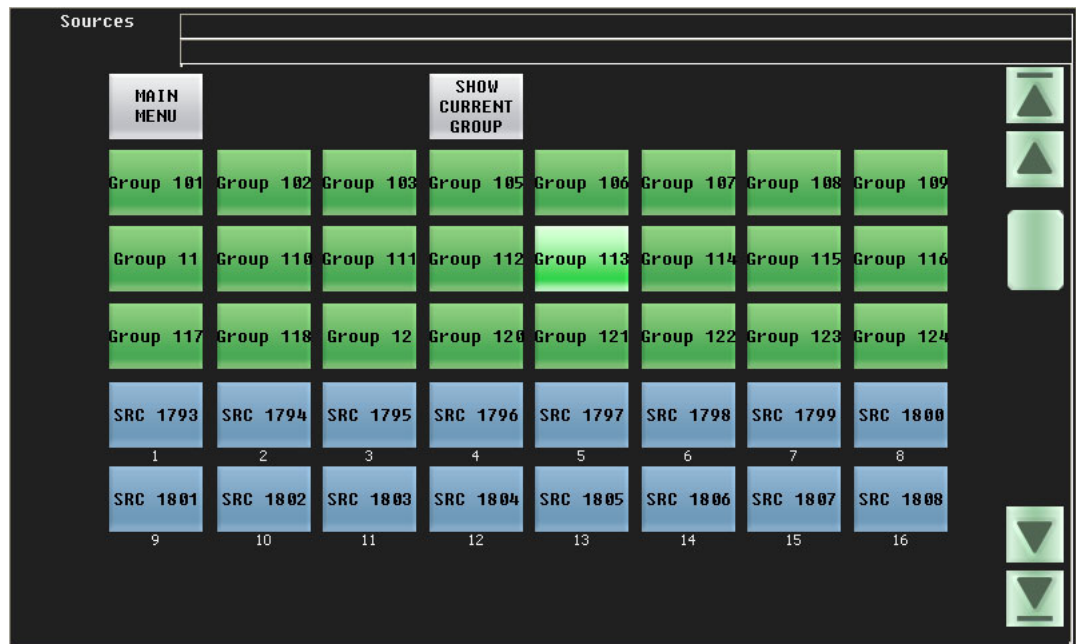 Sources
MAIN
MENU
SHOW
CURRENT
GROUP
Group 101 Group 102 Group 103 Group 105 Group 106 Group 107 Group 108 Group 109
Group 11 Group 110 Group 111 Group 112 Group 113 Group 114 Group 115 Group 116
Group 117 Group 118 Group 12 Group 120 Group 121 Group 122 Group 123 Group 124
SRC 1793 SRC 1794 SRC 1795 SRC 1796 SRC 1797 SRC 1798 SRC 1799 SRC 1800
1 2 3 4 5 6 7 8
SRC 1801 SRC 1802 SRC 1803 SRC 1804 SRC 1805 SRC 1806 SRC 1807 SRC 1808
9 10 11 12 13 14 15 16